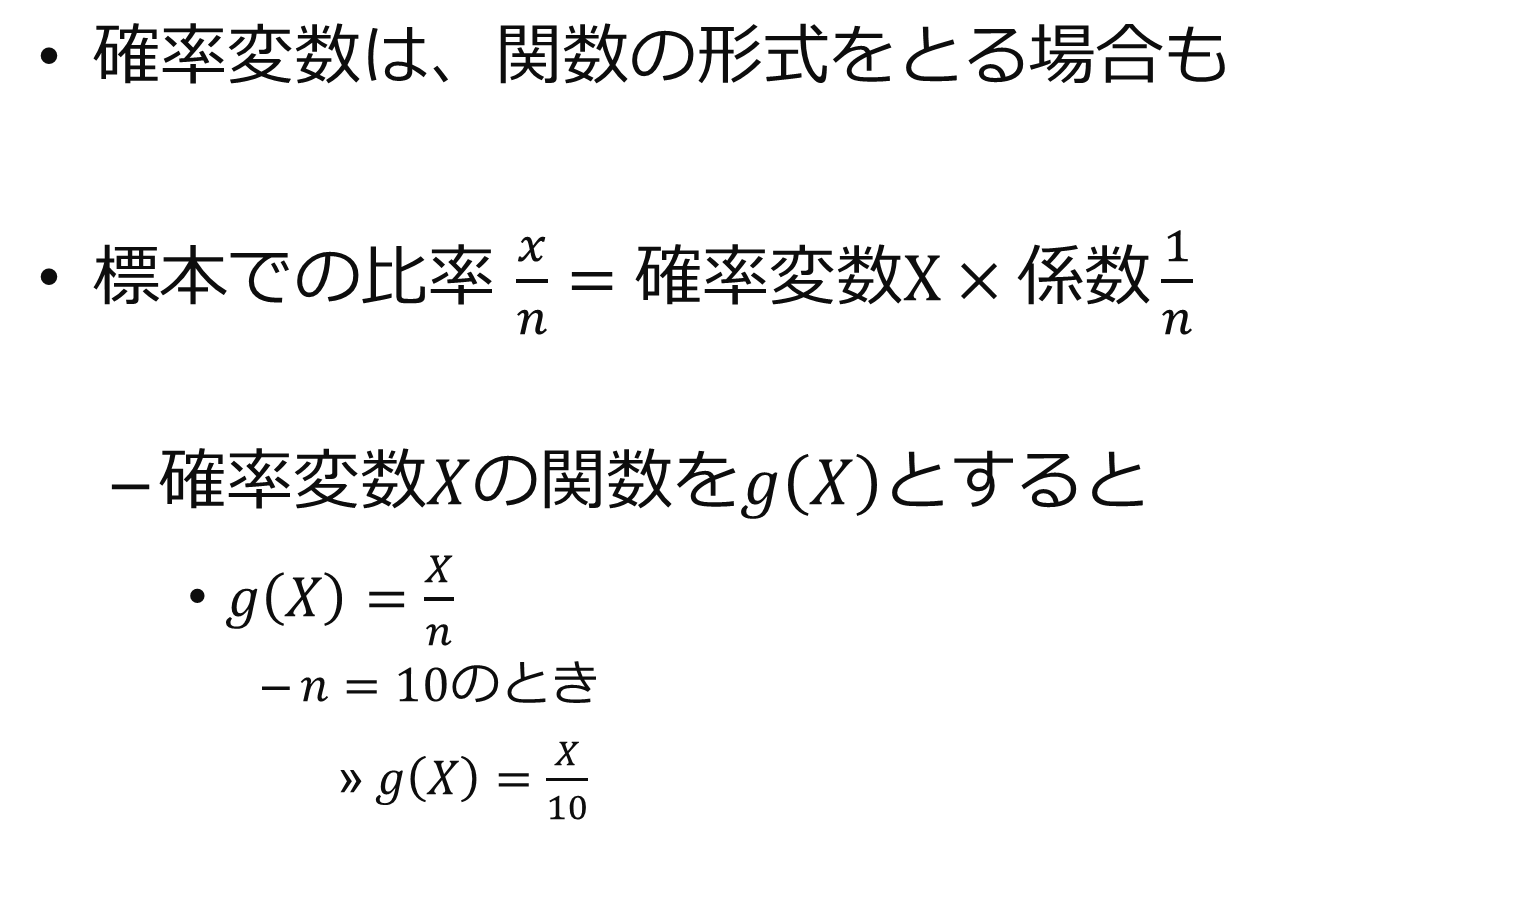 • 確率変数は、関数の形式をとる場合も
• 標本での比率 x/n = 確率変数X × 係数 1/n
– 確率変数Xの関数をg(X)とすると
• g(X) = X/n
– n = 10のとき
» g(X) = X/10